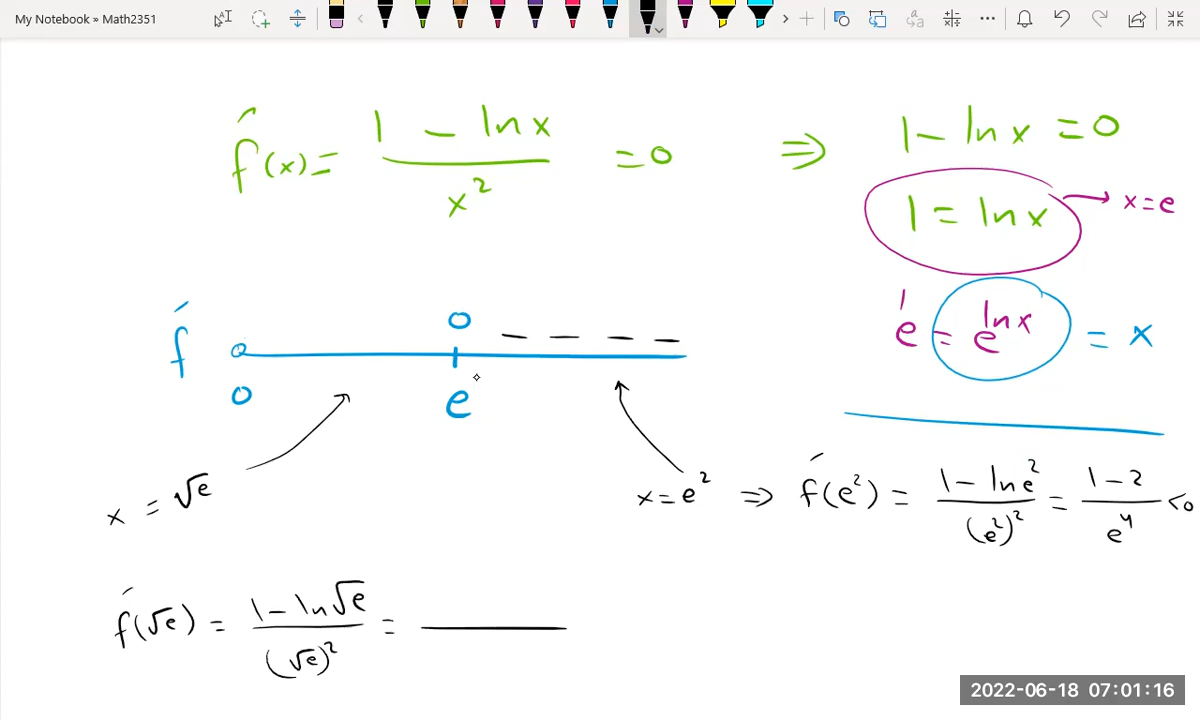 My Notebook » Math2351
f́(x) = (1 - ln x) / x² = 0 ⇒ 1 - ln x = 0
1 = ln x → x = e
e¹ = e^(ln x) = x
f́ 0 - - - -
0 e
x = √e
x = e² ⇒ f́(e²) = (1 - ln e²) / (e²)² = (1 - 2) / e⁴ < 0
f́(√e) = (1 - ln √e) / (√e)² = ―
2022-06-18 07:01:16